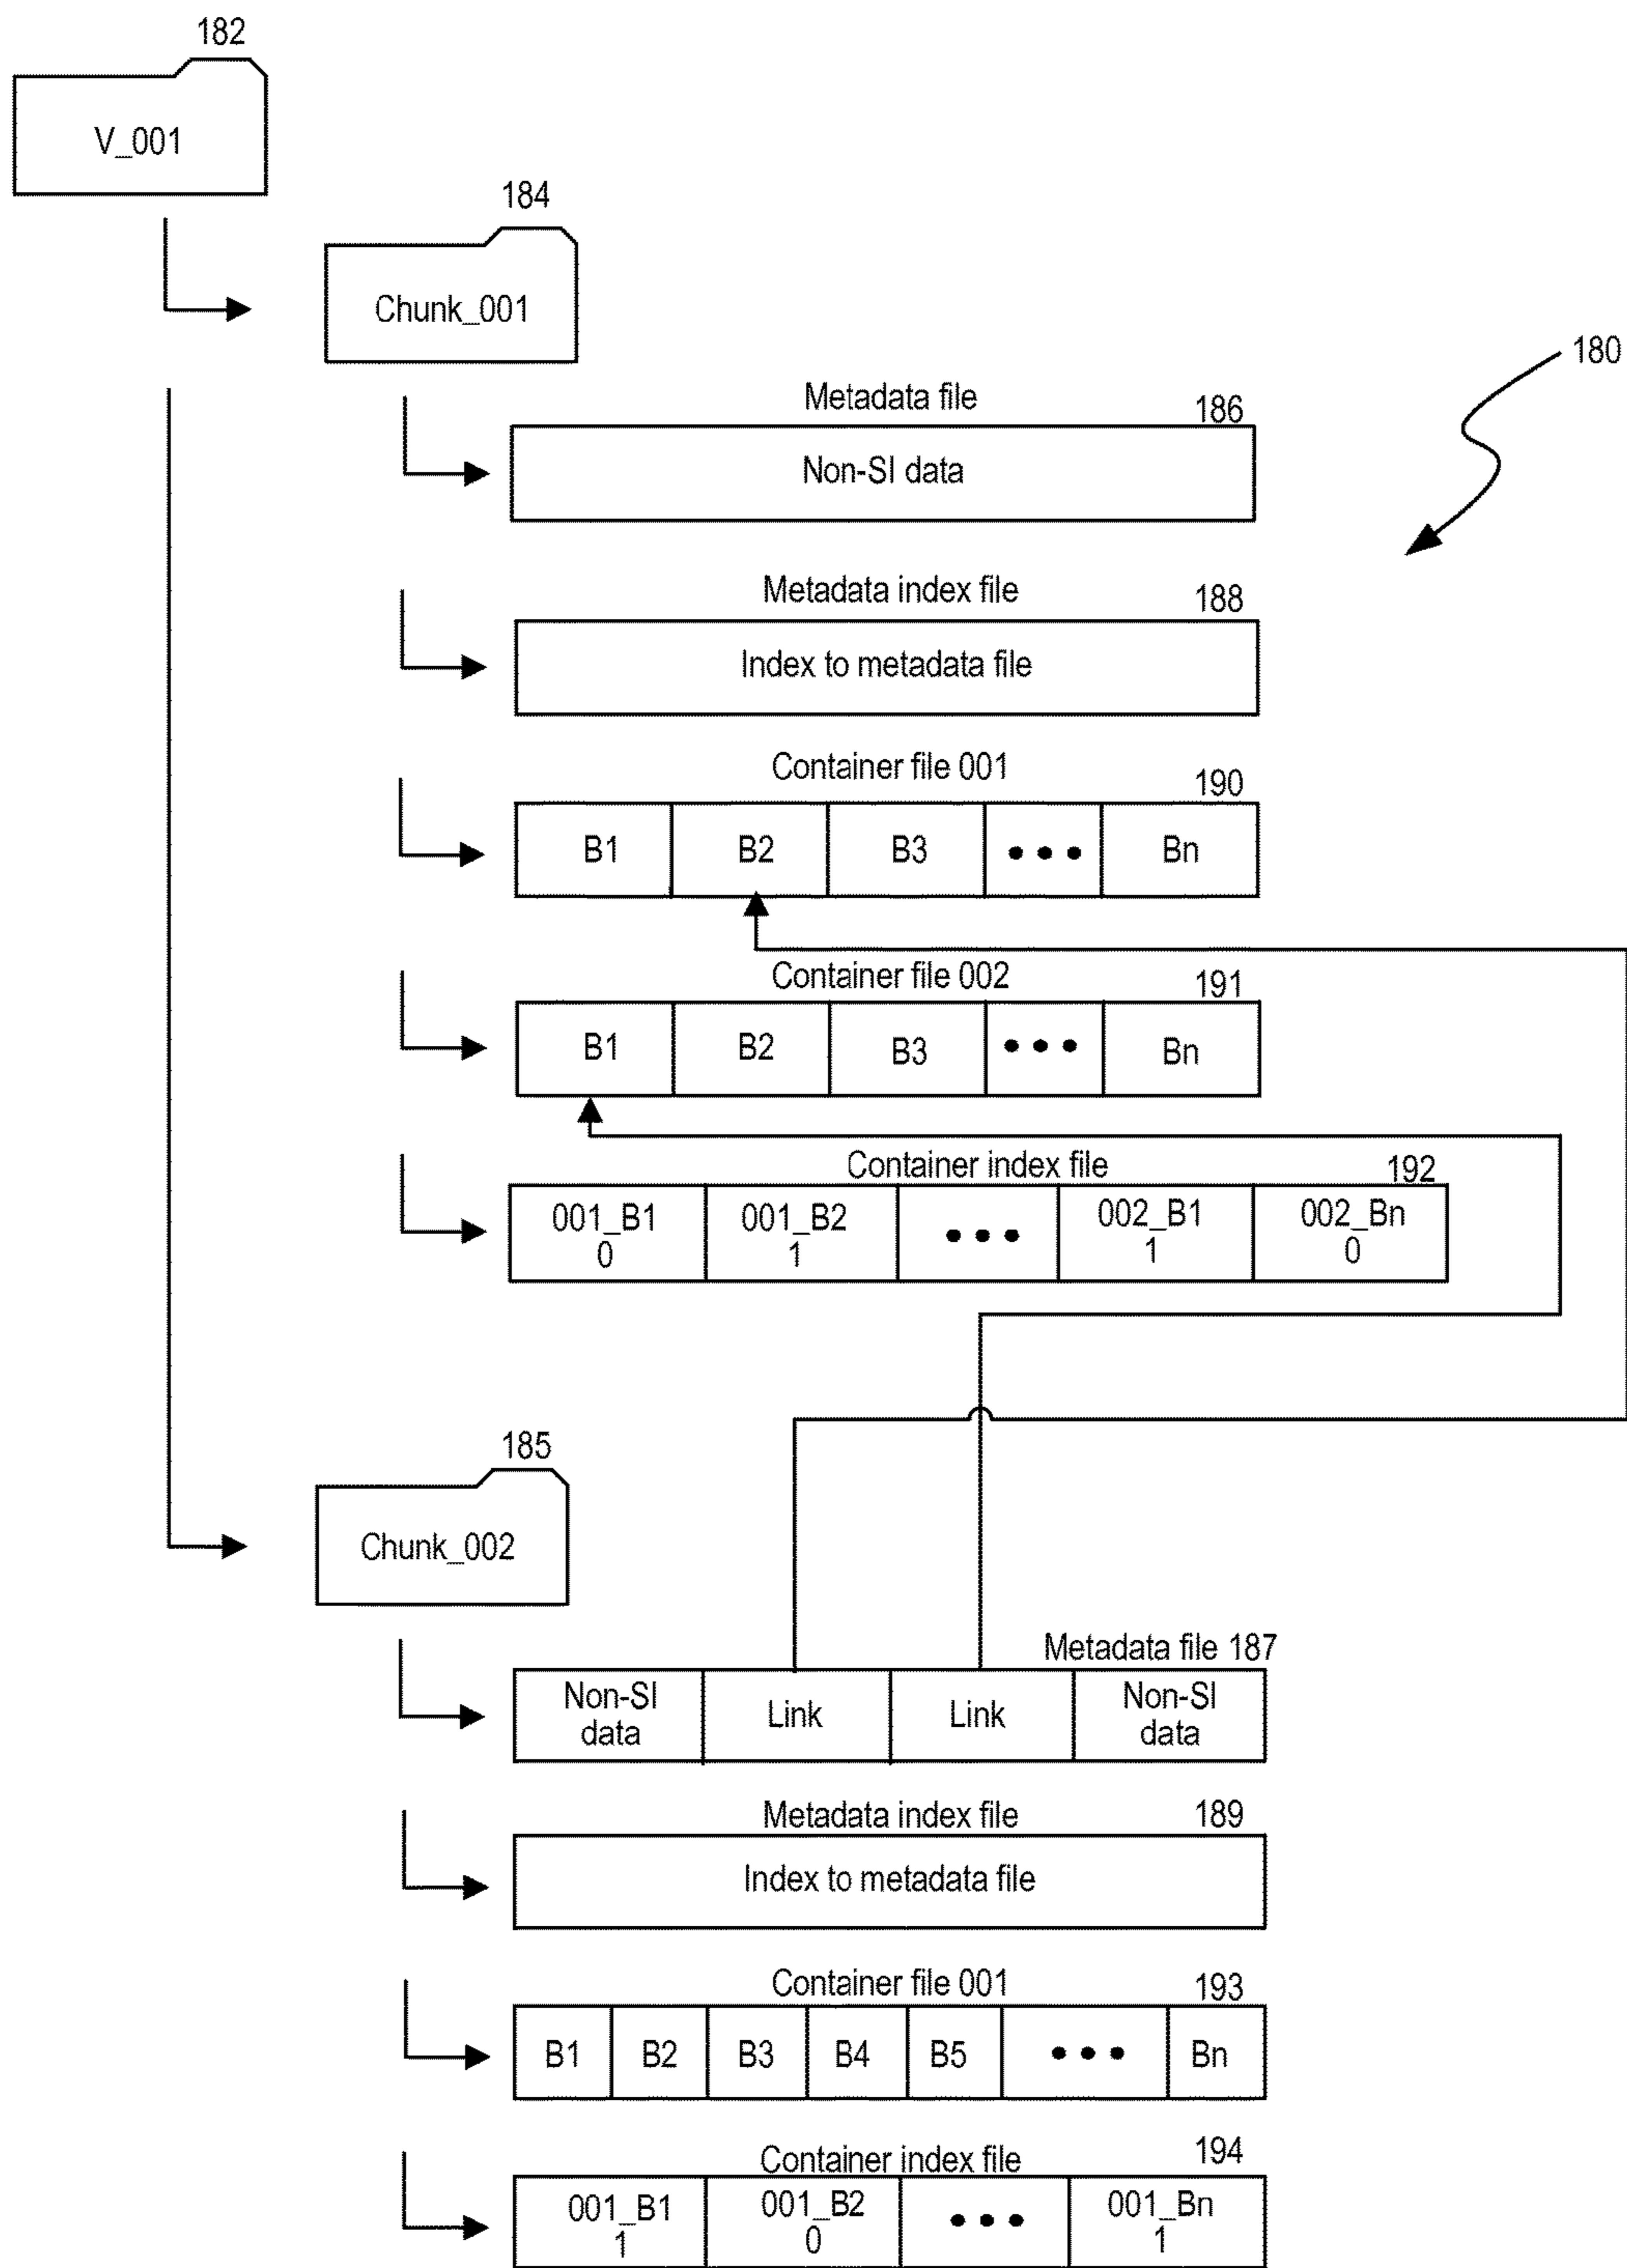 182
V_001
184
Chunk_001
180
Metadata file
186
Non-SI data
Metadata index file
188
Index to metadata file
Container file 001
190
B1 B2 B3 ••• Bn
Container file 002
191
B1 B2 B3 ••• Bn
Container index file
192
001_B1 001_B2 ••• 002_B1 002_Bn
0 1 1 0
185
Chunk_002
Metadata file 187
Non-SI Link Link Non-SI
data data
Metadata index file
189
Index to metadata file
Container file 001
193
B1 B2 B3 B4 B5 ••• Bn
Container index file
194
001_B1 001_B2 ••• 001_Bn
1 0 1